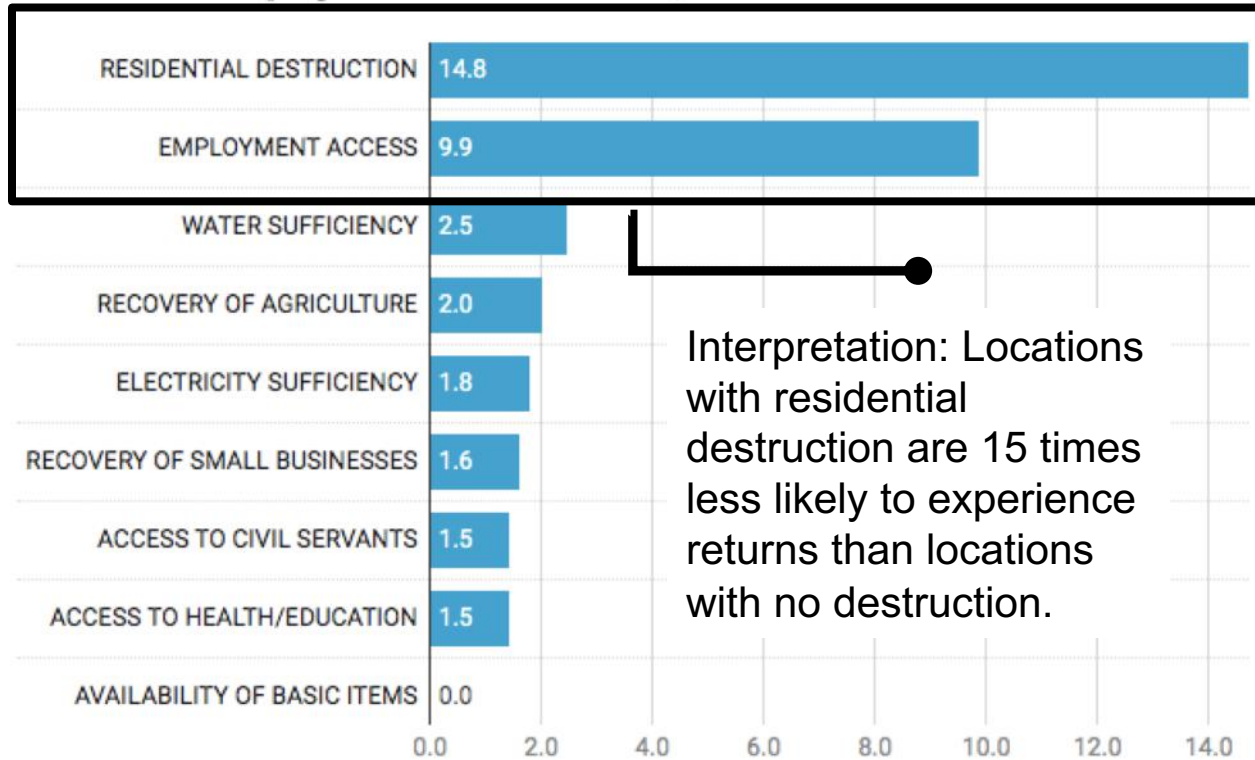 RESIDENTIAL DESTRUCTION 14.8
EMPLOYMENT ACCESS 9.9
WATER SUFFICIENCY 2.5
RECOVERY OF AGRICULTURE 2.0
ELECTRICITY SUFFICIENCY 1.8
RECOVERY OF SMALL BUSINESSES 1.6
ACCESS TO CIVIL SERVANTS 1.5
ACCESS TO HEALTH/EDUCATION 1.5
AVAILABILITY OF BASIC ITEMS 0.0
0.0 2.0 4.0 6.0 8.0 10.0 12.0 14.0
Interpretation: Locations
with residential
destruction are 15 times
less likely to experience
returns than locations
with no destruction.